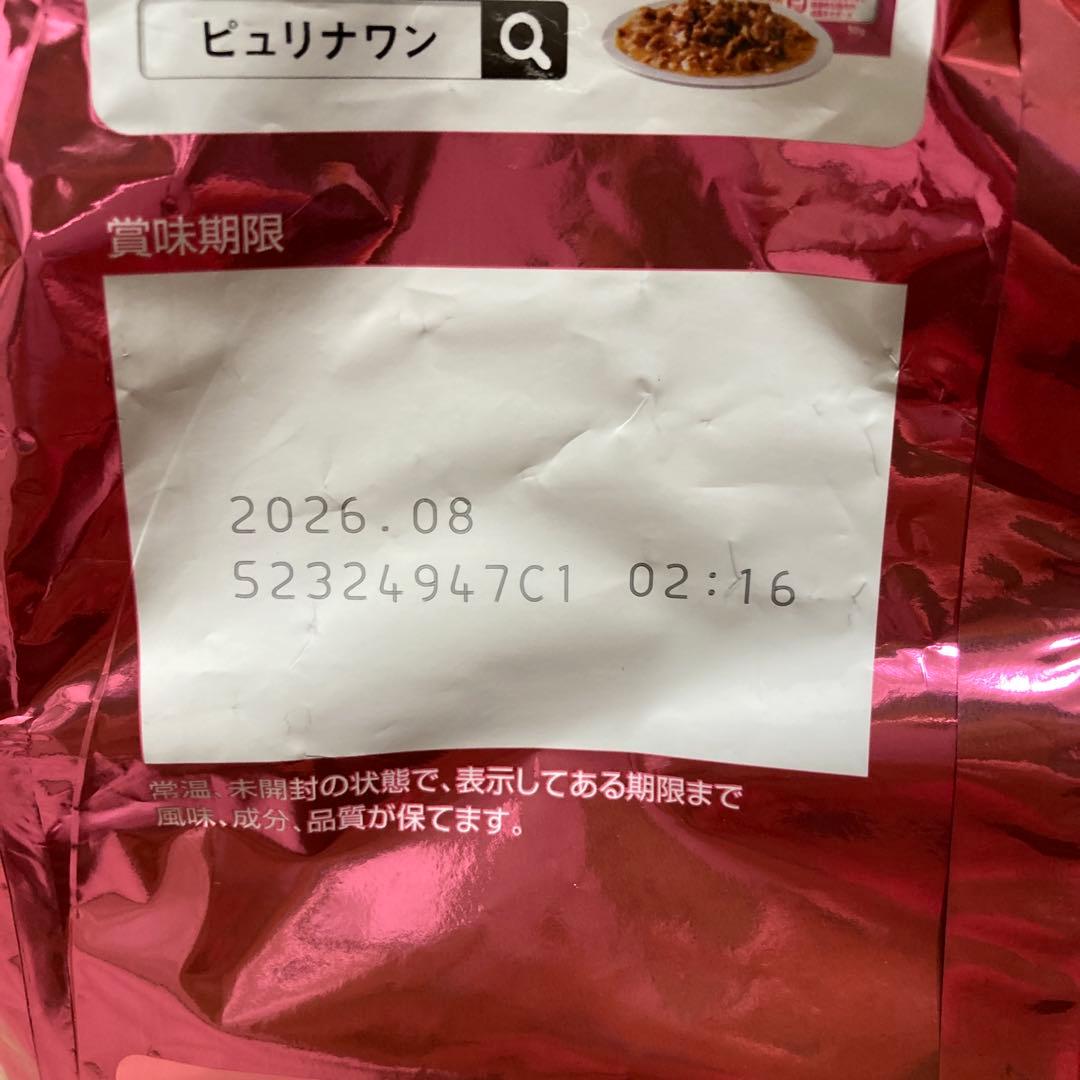 ピュリナワン
賞味期限
2026.08
52324947C1 02:16
常温、未開封の状態で、表示してある期限まで
風味、成分、品質が保てます。